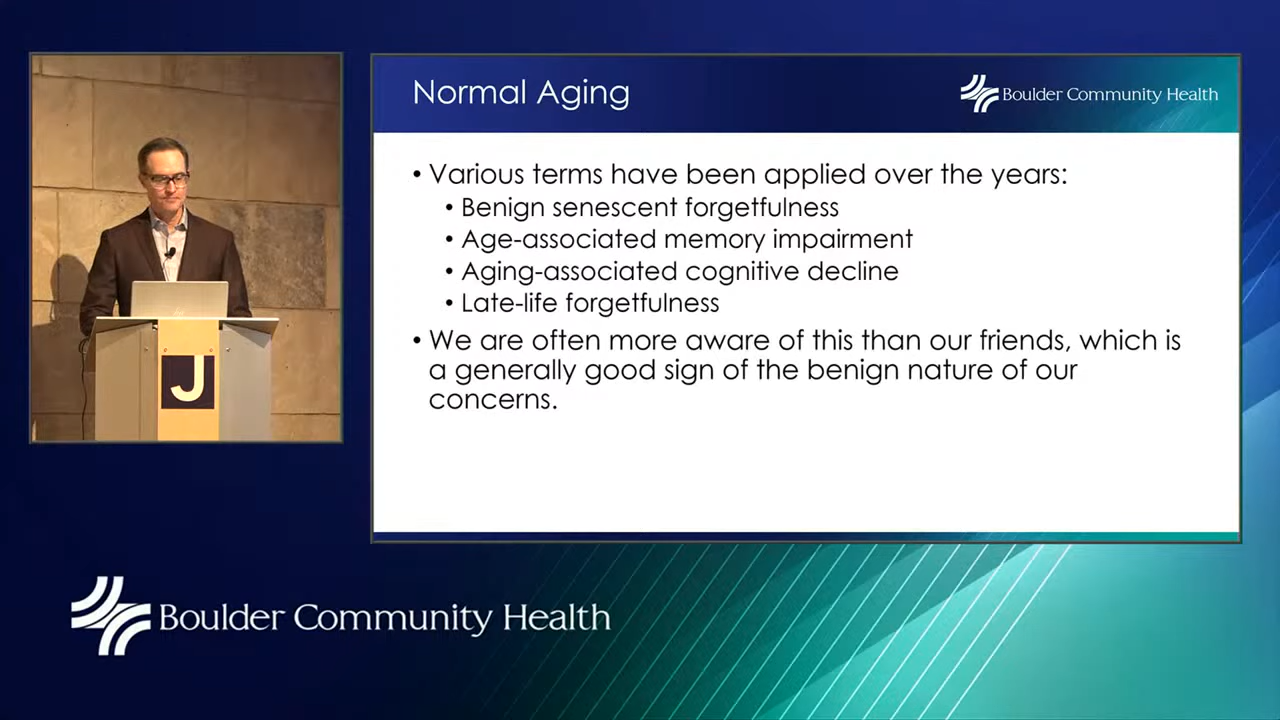 Normal Aging
Boulder Community Health
• Various terms have been applied over the years:
• Benign senescent forgetfulness
• Age-associated memory impairment
• Aging-associated cognitive decline
• Late-life forgetfulness
• We are often more aware of this than our friends, which is
a generally good sign of the benign nature of our
concerns.
J
Boulder Community Health